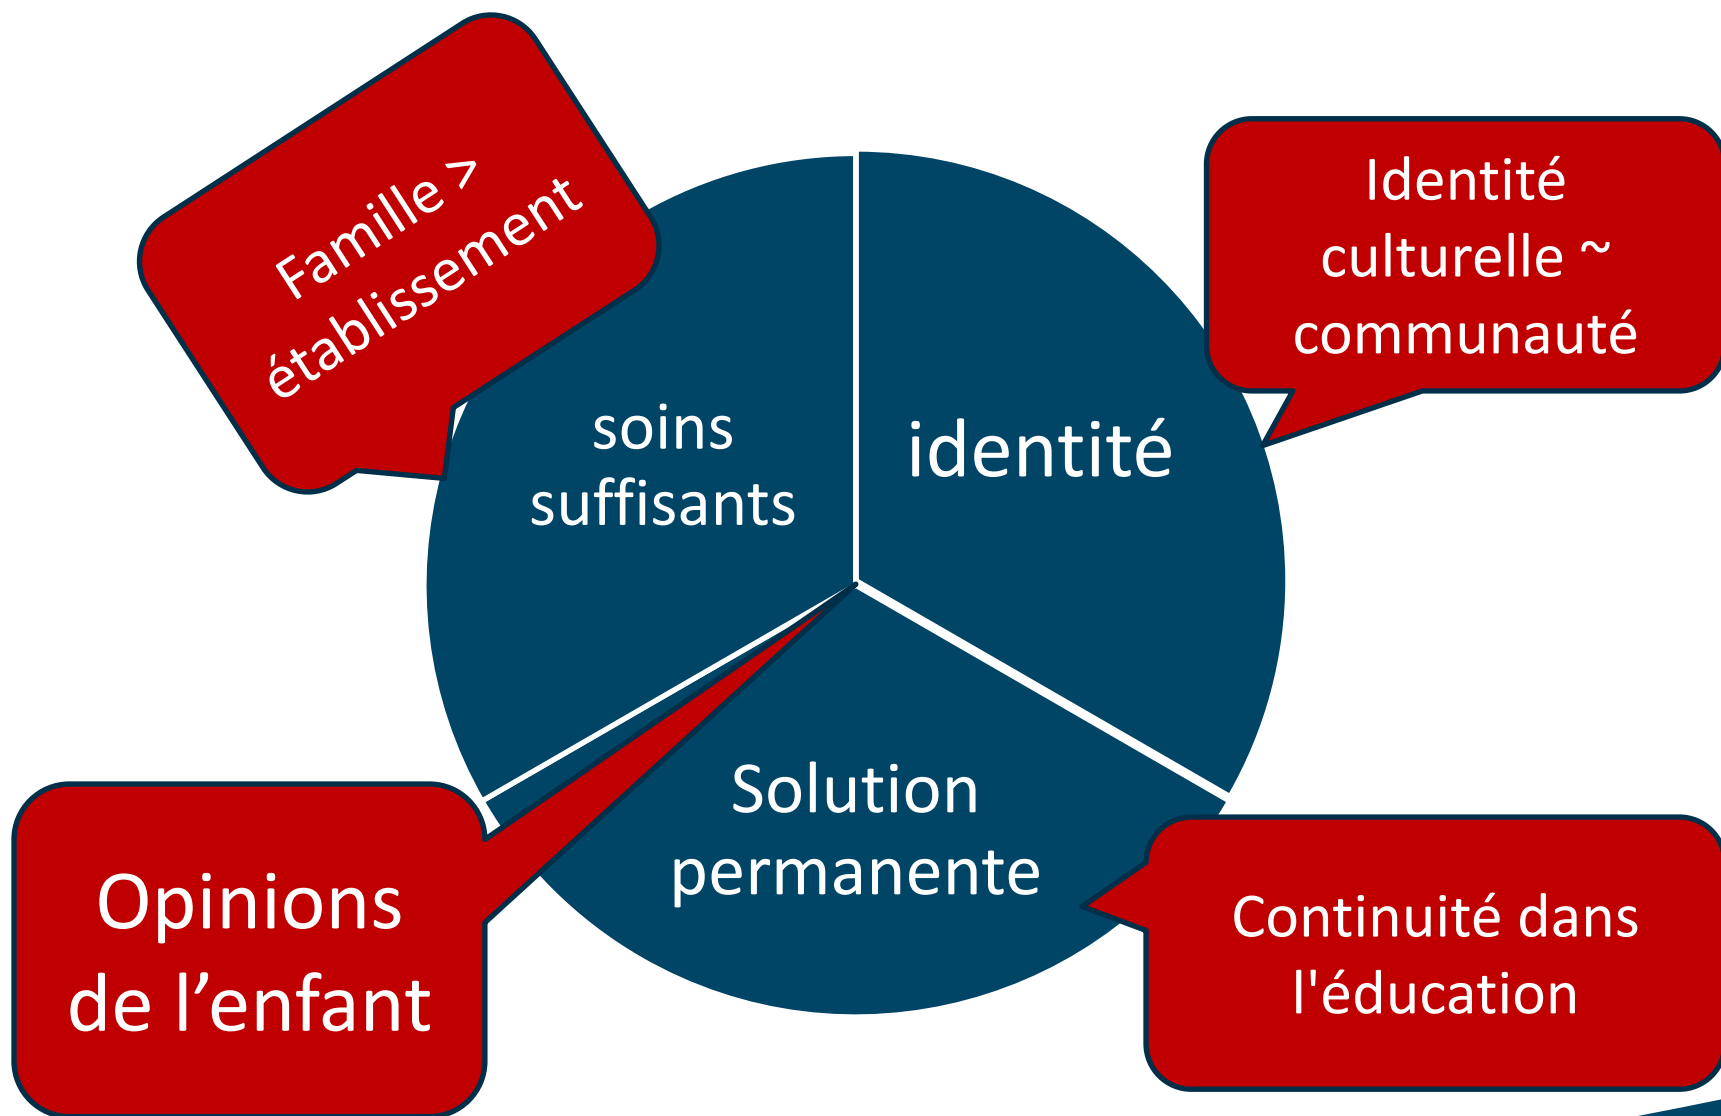 Famille >
établissement
Identité
culturelle ~
communauté
soins
suffisants
identité
Solution
permanente
Opinions
de l’enfant
Continuité dans
l'éducation